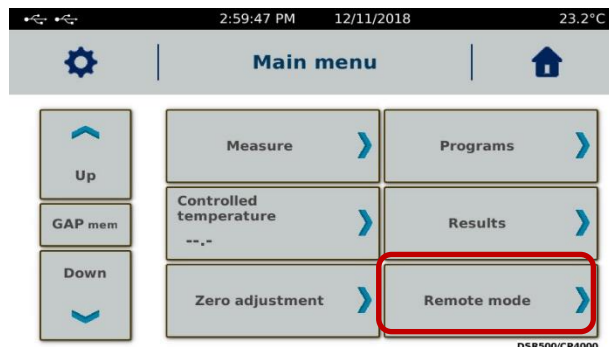 2:59:47 PM 12/11/2018 23.2°C
Main menu
Up
GAP mem
Down
Measure
Programs
Controlled
temperature
--.-
Results
Zero adjustment
Remote mode
DSR500/CP4000